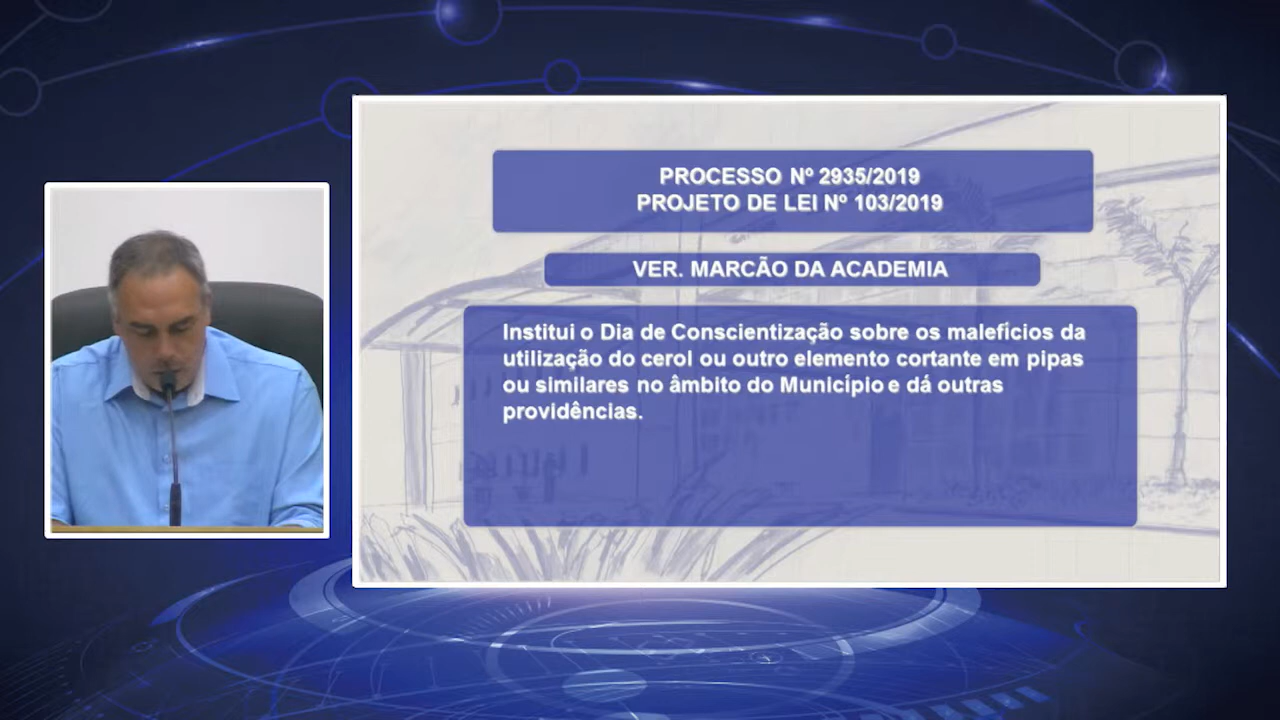 PROCESSO Nº 2935/2019
PROJETO DE LEI Nº 103/2019
VER. MARCÃO DA ACADEMIA
Institui o Dia de Conscientização sobre os malefícios da
utilização do cerol ou outro elemento cortante em pipas
ou similares no âmbito do Município e dá outras
providências.